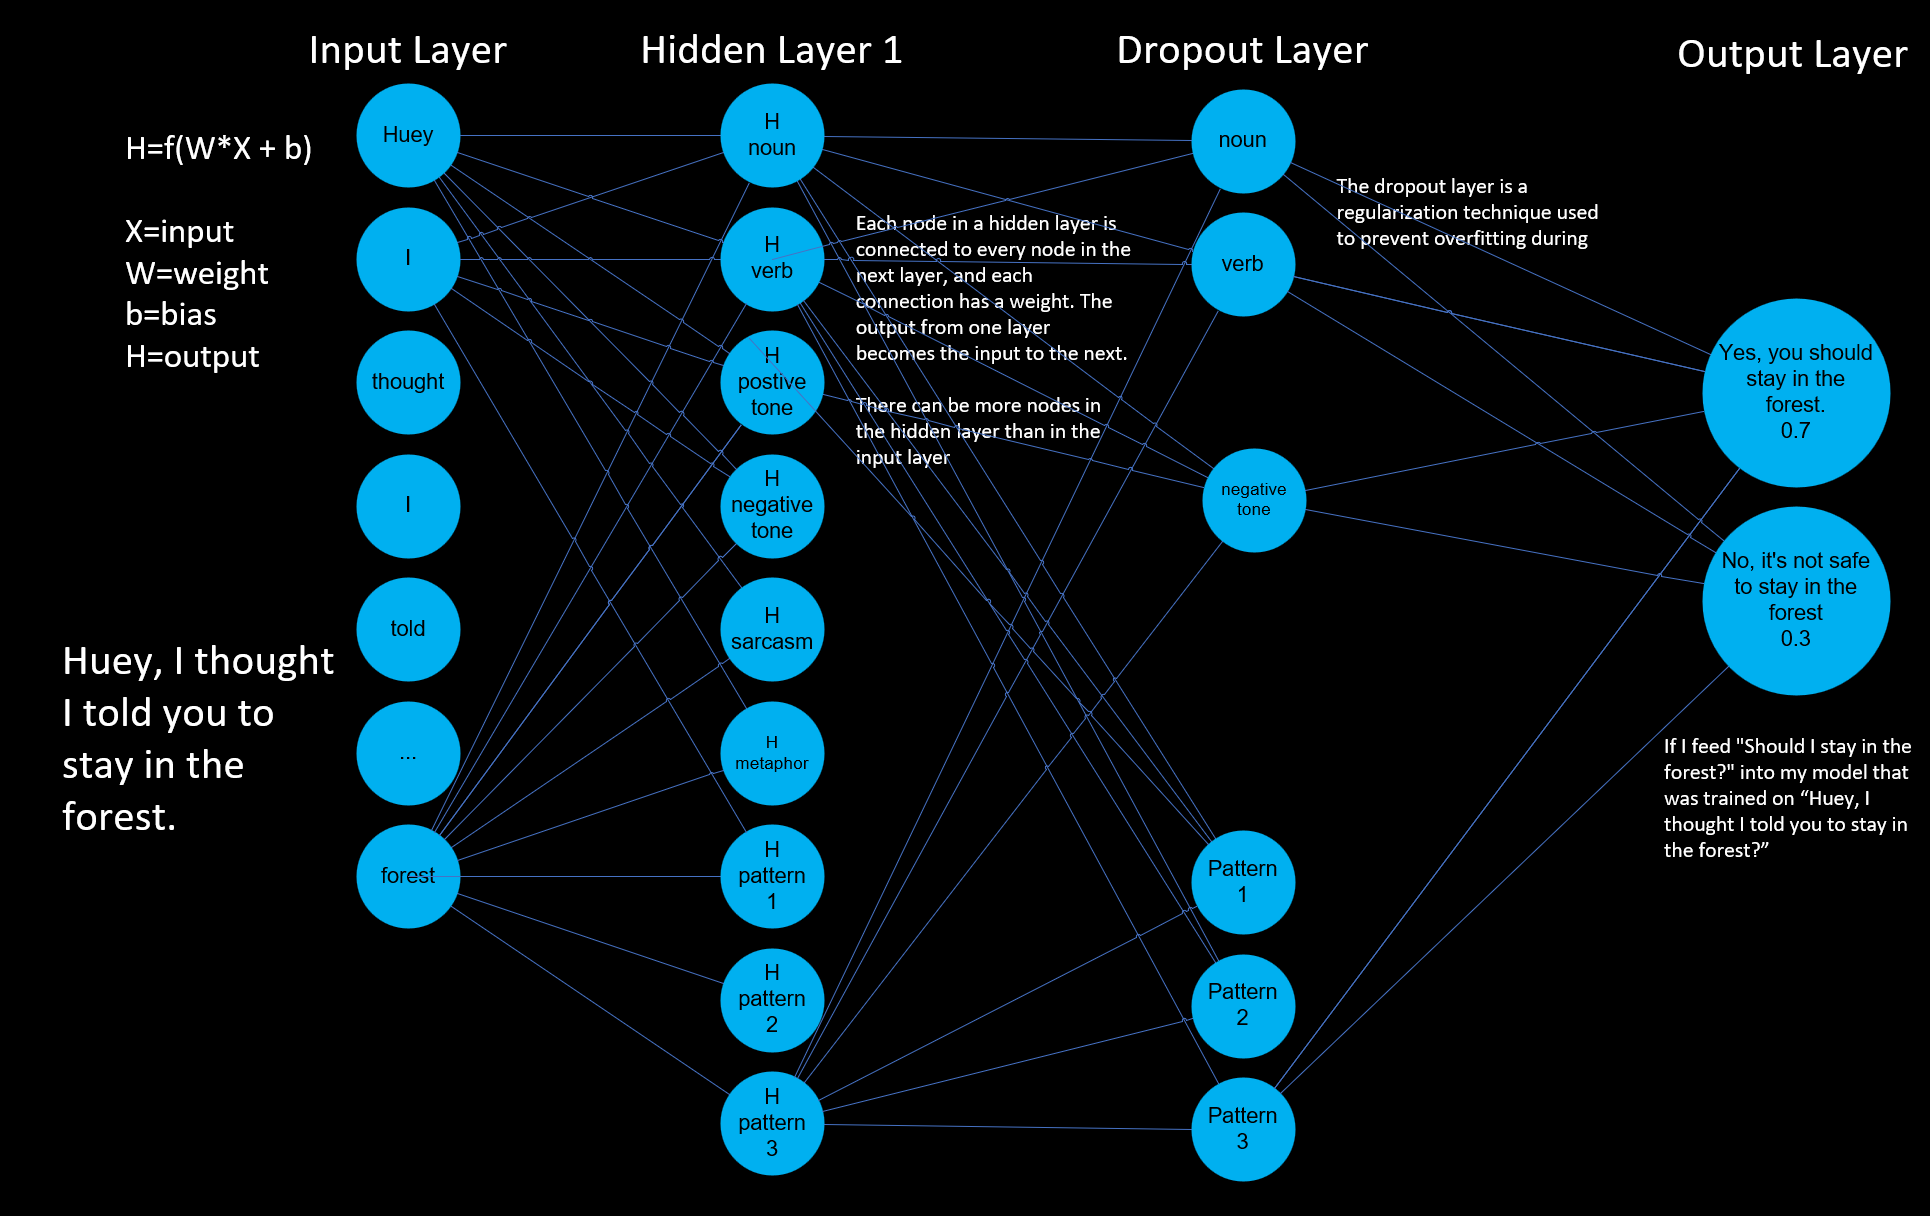 Input Layer
Hidden Layer 1
Dropout Layer
Output Layer
H=f(W*X + b)
X=input
W=weight
b=bias
H=output
Huey, I thought
I told you to
stay in the
forest.
Huey
I
thought
I
told
...
forest
H
noun
H
verb
H
postive
tone
H
negative
tone
H
sarcasm
H
metaphor
H
pattern
1
H
pattern
2
H
pattern
3
Each node in a hidden layer is
connected to every node in the
next layer, and each
connection has a weight. The
output from one layer
becomes the input to the next.
There can be more nodes in
the hidden layer than in the
input layer
noun
verb
negative
tone
Pattern
1
Pattern
2
Pattern
3
The dropout layer is a
regularization technique used
to prevent overfitting during
Yes, you should
stay in the
forest.
0.7
No, it's not safe
to stay in the
forest
0.3
If I feed "Should I stay in the
forest?" into my model that
was trained on “Huey, I
thought I told you to stay in
the forest?”